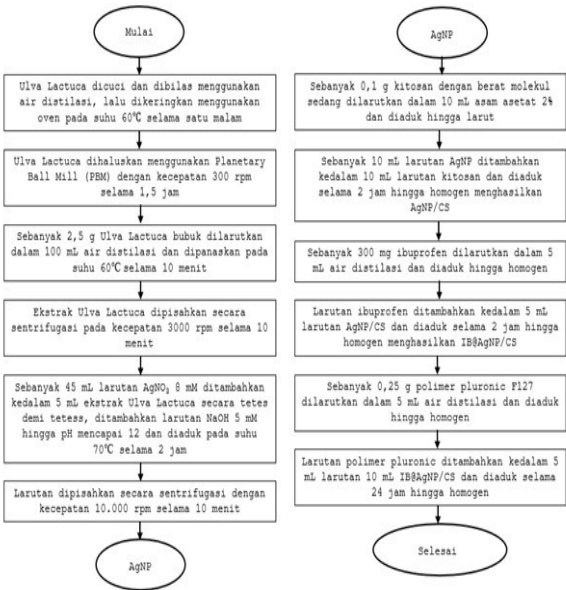 Mulai
Ulva Lactuca dicuci dan dibilas menggunakan
air distilasi, lalu dikeringkan menggunakan
oven pada suhu 60℃ selama satu malam
Ulva Lactuca dihaluskan menggunakan Planetary
Ball Mill (PBM) dengan kecepatan 300 rpm
selama 1,5 jam
Sebanyak 2,5 g Ulva Lactuca bubuk dilarutkan
dalam 100 mL air distilasi dan dipanaskan pada
suhu 60℃ selama 10 menit
Ekstrak Ulva Lactuca dipisahkan secara
sentrifugasi pada kecepatan 3000 rpm selama 10
menit
Sebanyak 45 mL larutan AgNO₃ 8 mM ditambahkan
kedalam 5 mL ekstrak Ulva Lactuca secara tetes
demi tetess, ditambahkan larutan NaOH 5 mM
hingga pH mencapai 12 dan diaduk pada suhu
70℃ selama 2 jam
Larutan dipisahkan secara sentrifugasi dengan
kecepatan 10.000 rpm selama 10 menit
AgNP
AgNP
Sebanyak 0,1 g kitosan dengan berat molekul
sedang dilarutkan dalam 10 mL asam asetat 2%
dan diaduk hingga larut
Sebanyak 10 mL larutan AgNP ditambahkan
kedalam 10 mL larutan kitosan dan diaduk
selama 2 jam hingga homogen menghasilkan
AgNP/CS
Sebanyak 300 mg ibuprofen dilarutkan dalam 5
mL air distilasi dan diaduk hingga homogen
Larutan ibuprofen ditambahkan kedalam 5 mL
larutan AgNP/CS dan diaduk selama 2 jam hingga
homogen menghasilkan IB@AgNP/CS
Sebanyak 0,25 g polimer pluronic F127
dilarutkan dalam 5 mL air distilasi dan diaduk
hingga homogen
Larutan polimer pluronic ditambahkan kedalam 5
mL larutan 10 mL IB@AgNP/CS dan diaduk selama
24 jam hingga homogen
Selesai